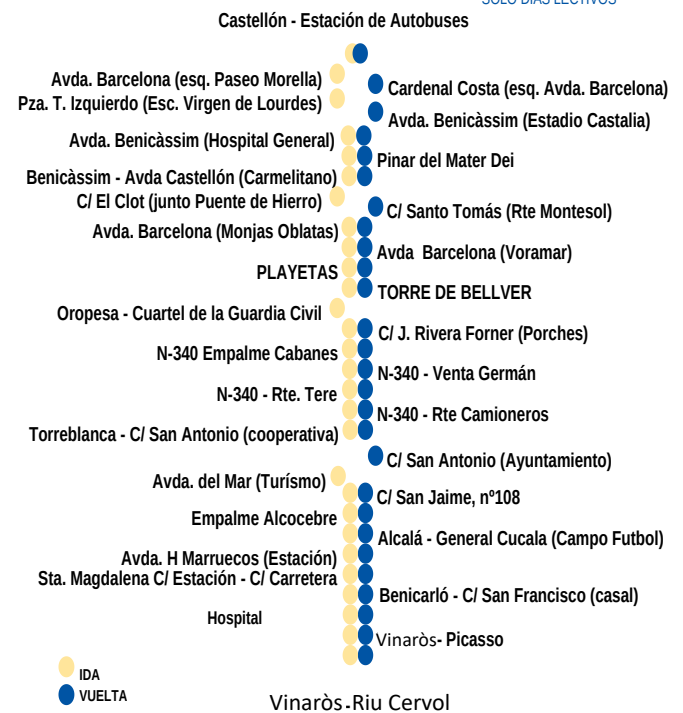 SOLO DÍAS LECTIVOS
Castellón - Estación de Autobuses
Avda. Barcelona (esq. Paseo Morella)
Cardenal Costa (esq. Avda. Barcelona)
Pza. T. Izquierdo (Esc. Virgen de Lourdes)
Avda. Benicàssim (Estadio Castalia)
Avda. Benicàssim (Hospital General)
Pinar del Mater Dei
Benicàssim - Avda Castellón (Carmelitano)
C/ El Clot (junto Puente de Hierro)
C/ Santo Tomás (Rte Montesol)
Avda. Barcelona (Monjas Oblatas)
Avda Barcelona (Voramar)
PLAYETAS
TORRE DE BELLVER
Oropesa - Cuartel de la Guardia Civil
C/ J. Rivera Forner (Porches)
N-340 Empalme Cabanes
N-340 - Venta Germán
N-340 - Rte. Tere
N-340 - Rte Camioneros
Torreblanca - C/ San Antonio (cooperativa)
C/ San Antonio (Ayuntamiento)
Avda. del Mar (Turísmo)
C/ San Jaime, nº108
Empalme Alcocebre
Alcalá - General Cucala (Campo Futbol)
Avda. H Marruecos (Estación)
Sta. Magdalena C/ Estación - C/ Carretera
Benicarló - C/ San Francisco (casal)
Hospital
Vinaròs- Picasso
IDA
VUELTA
Vinaròs-Riu Cervol